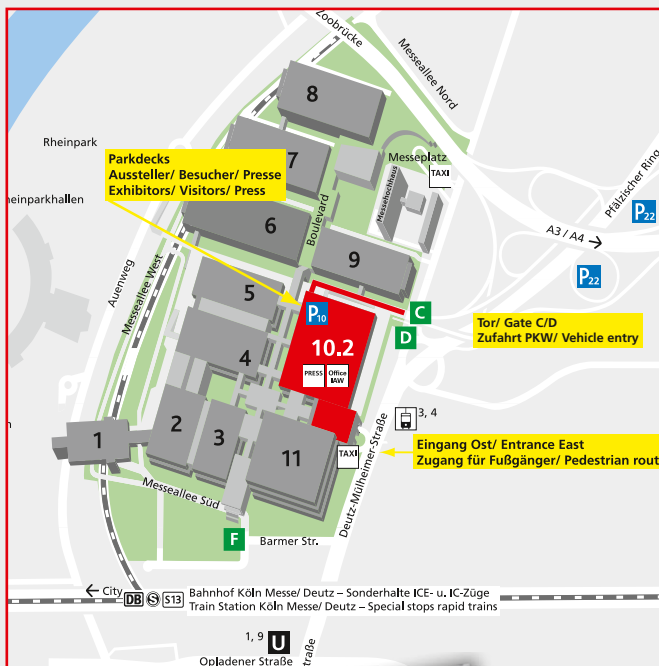 Zoobrücke
Messeallee Nord
8
Rheinpark
Parkdecks
Aussteller/ Besucher/ Presse
Exhibitors/ Visitors/ Press
7
Messeplatz
TAXI
Pfälzischer Ring
heinparkhallen
Messehochhaus
P22
6
Boulevard
A3 / A4
9
Auenweg
Messeallee West
P22
5
P10
C
D
Tor/ Gate C/D
Zufahrt PKW/ Vehicle entry
10.2
4
PRESS
Office
IAW
P
3, 4
1
2
3
11
TAXI
Eingang Ost/ Entrance East
Zugang für Fußgänger/ Pedestrian rout
Deutz-Mülheimer-Straße
Messeallee Süd
F
Barmer Str.
City
DB S S13
Bahnhof Köln Messe/ Deutz – Sonderhalte ICE- u. IC-Züge
Train Station Köln Messe/ Deutz – Special stops rapid trains
1, 9 U
Opladener Straße
raße